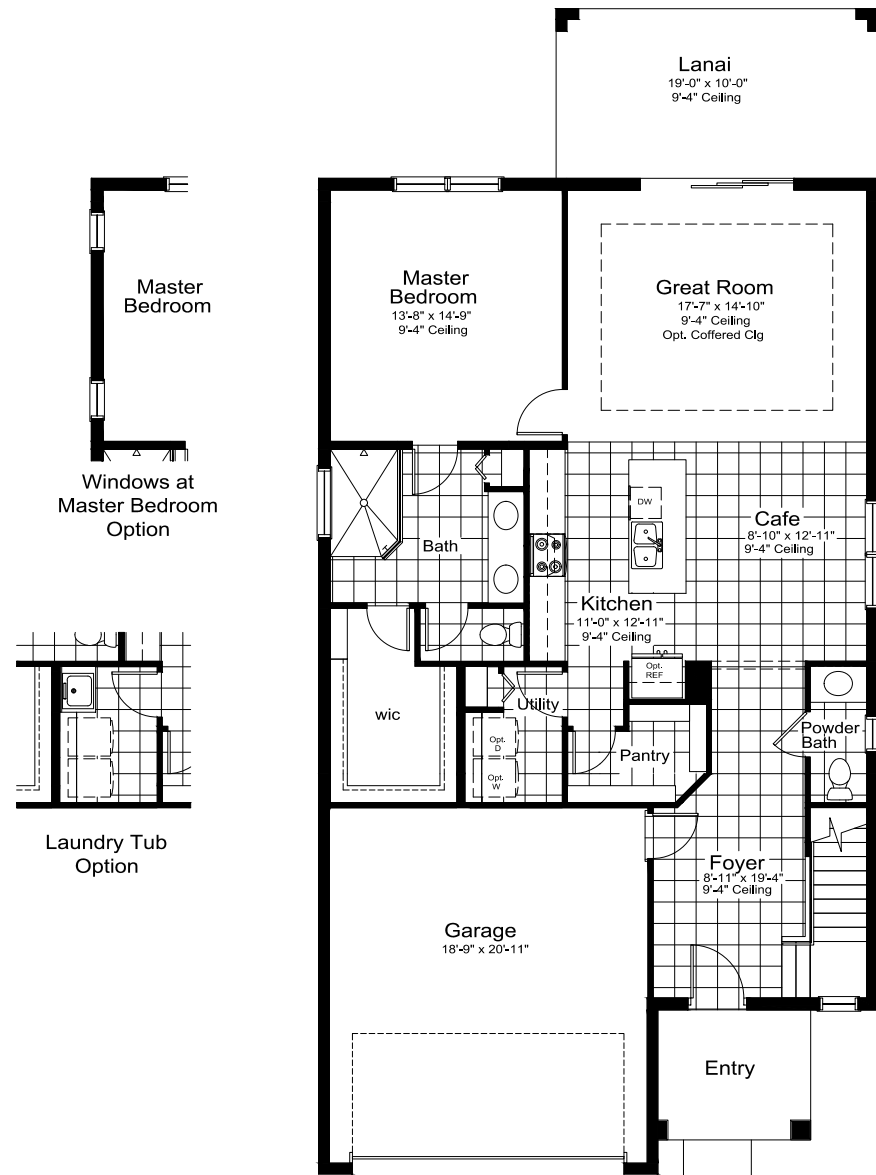 Lanai
19'-0" x 10'-0"
9'-4" Ceiling
Master
Bedroom
Windows at
Master Bedroom
Option
Master
Bedroom
13'-8" x 14'-9"
9'-4" Ceiling
Great Room
17'-7" x 14'-10"
9'-4" Ceiling
Opt. Coffered Clg
DW
Cafe
8'-10" x 12'-11"
9'-4" Ceiling
Bath
Kitchen
11'-0" x 12'-11"
9'-4" Ceiling
Opt.
REF
wic
Utility
Opt.
D
Opt.
W
Pantry
Powder
Bath
Laundry Tub
Option
Foyer
8'-11" x 19'-4"
9'-4" Ceiling
Garage
18'-9" x 20'-11"
Entry